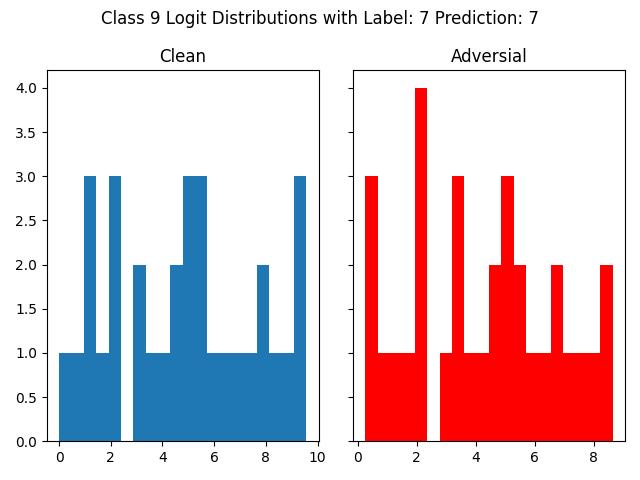 Class 9 Logit Distributions with Label: 7 Prediction: 7
Clean
Adversial
4.0
3.5
3.0
2.5
2.0
1.5
1.0
0.5
0.0
0 2 4 6 8 10
0 2 4 6 8